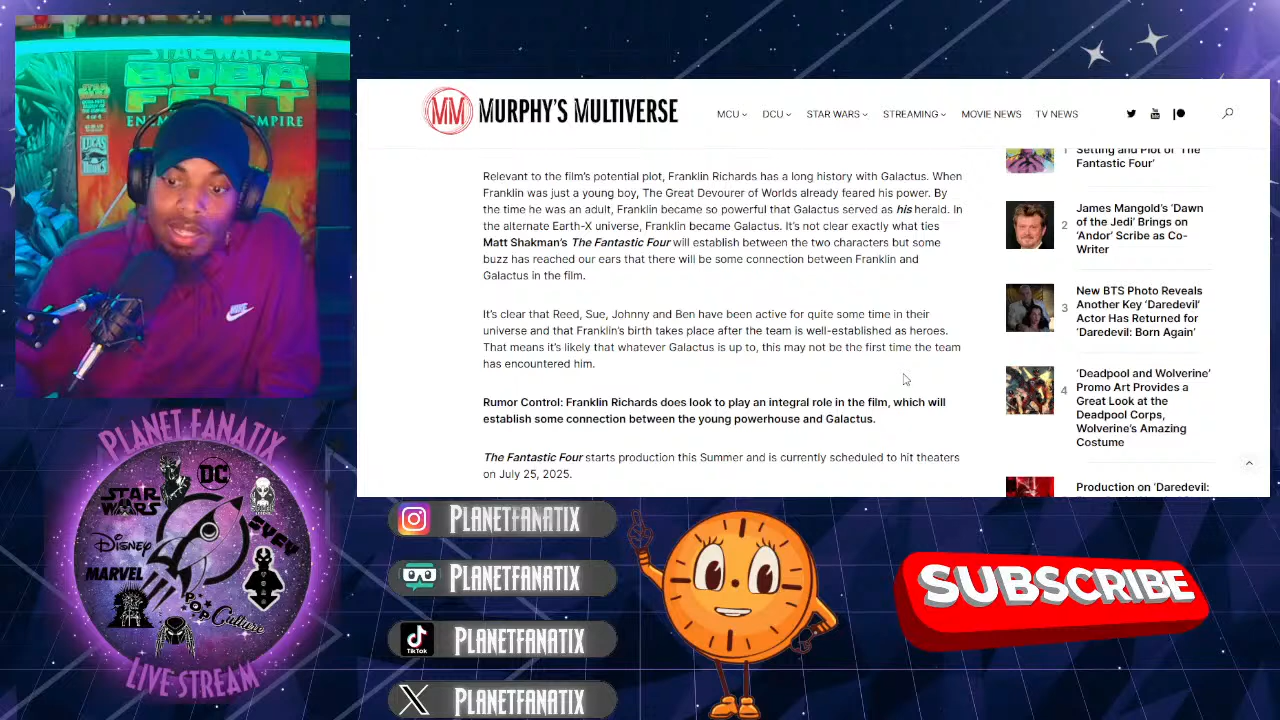 STAR WARS
BOBA
FETT
EMPIRE
LUCAS
MM MURPHY'S MULTIVERSE
MCU
DCU
STAR WARS
STREAMING
MOVIE NEWS
TV NEWS
Relevant to the film's potential plot, Franklin Richards has a long history with Galactus. When
Franklin was just a young boy, The Great Devourer of Worlds already feared his power. By
the time he was an adult, Franklin became so powerful that Galactus served as his herald. In
the alternate Earth-X universe, Franklin became Galactus. It's not clear exactly what ties
Matt Shakman's The Fantastic Four will establish between the two characters but some
buzz has reached our ears that there will be some connection between Franklin and
Galactus in the film.
It's clear that Reed, Sue, Johnny and Ben have been active for quite some time in their
universe and that Franklin's birth takes place after the team is well-established as heroes.
That means it's likely that whatever Galactus is up to, this may not be the first time the team
has encountered him.
Rumor Control: Franklin Richards does look to play an integral role in the film, which will
establish some connection between the young powerhouse and Galactus.
The Fantastic Four starts production this Summer and is currently scheduled to hit theaters
on July 25, 2025.
1
Setting and Plot of 'The
Fantastic Four'
2
James Mangold's 'Dawn
of the Jedi' Brings on
'Andor' Scribe as Co-
Writer
3
New BTS Photo Reveals
Another Key 'Daredevil'
Actor Has Returned for
'Daredevil: Born Again'
4
'Deadpool and Wolverine'
Promo Art Provides a
Great Look at the
Deadpool Corps,
Wolverine's Amazing
Costume
Production on 'Daredevil:
PLANET FANATIX
DC
STAR WARS
Disney
MARVEL
POP Culture
LIVE STREAM
PLANETFANATIX
PLANETFANATIX
TikTok
PLANETFANATIX
X
PLANETFANATIX
SUBSCRIBE